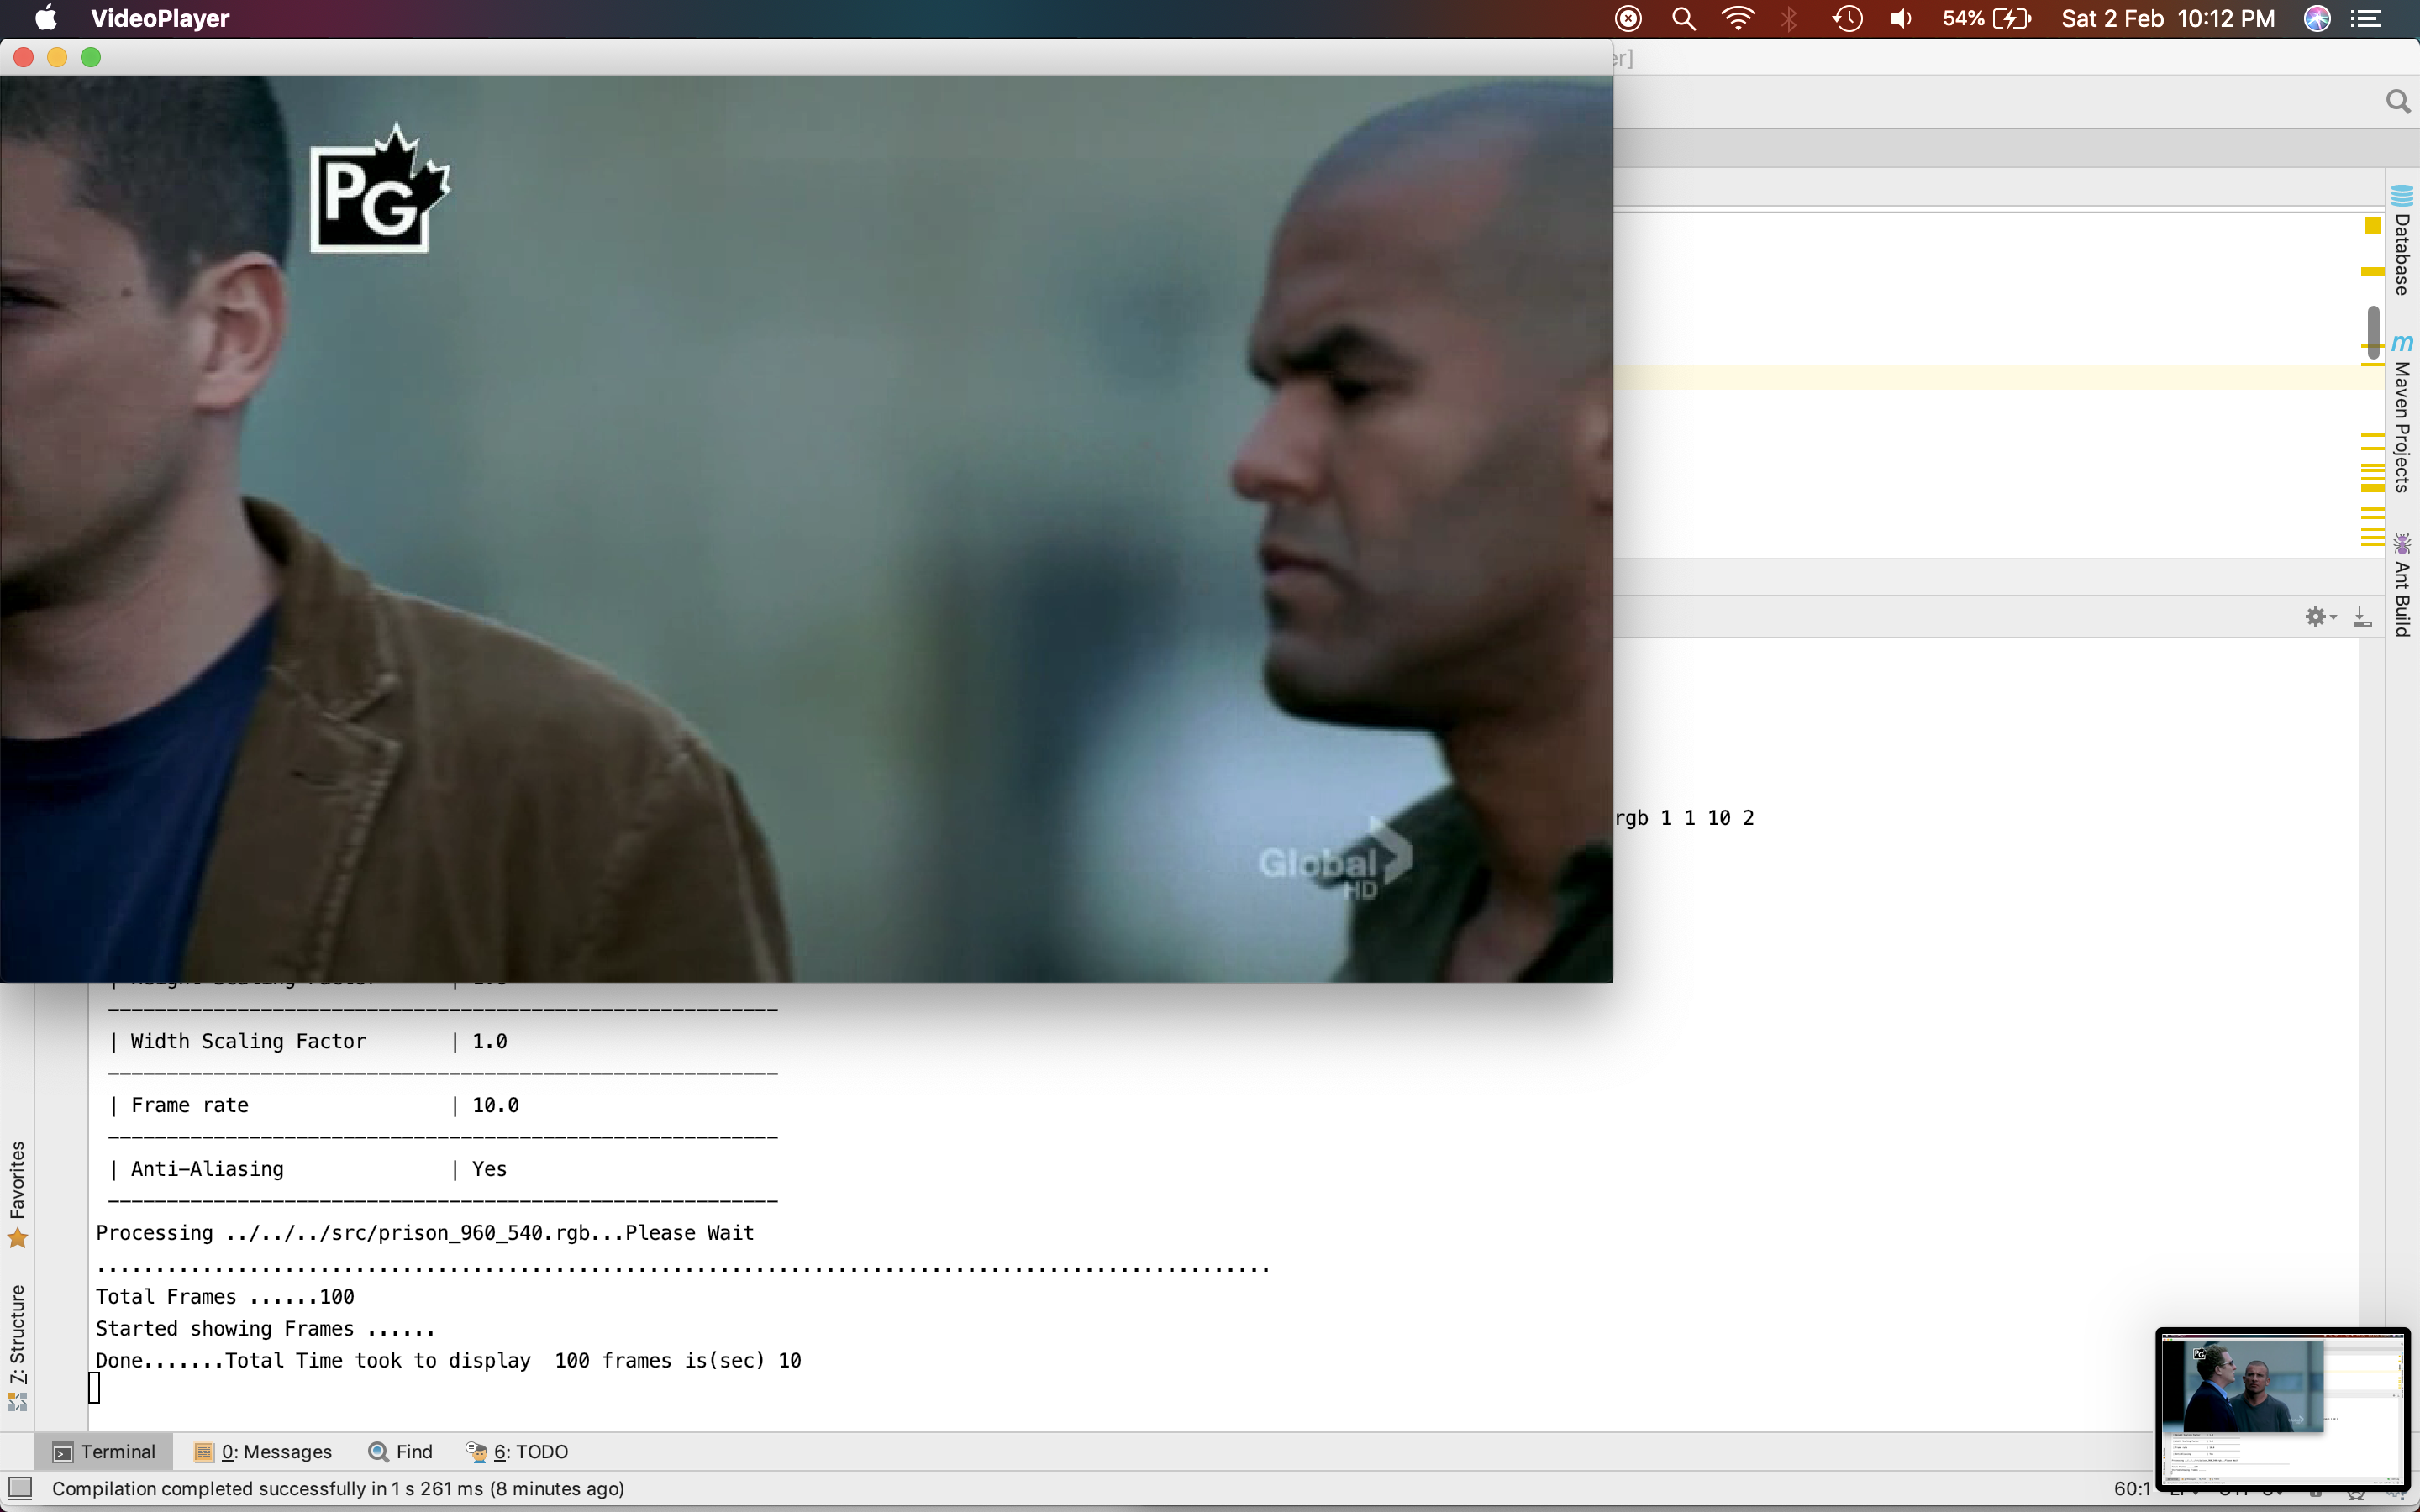 VideoPlayer
54%
Sat 2 Feb 10:12 PM
er]
PG
Database
Maven Projects
Ant Build
rgb 1 1 10 2
Global
HD
| Height Scaling Factor | 1.0
| Width Scaling Factor | 1.0
| Frame rate | 10.0
| Anti-Aliasing | Yes
Processing ../../../src/prison_960_540.rgb...Please Wait
....................................................................................................
Total Frames ......100
Started showing Frames ......
Done.......Total Time took to display 100 frames is(sec) 10
Favorites
7: Structure
Terminal
0: Messages
Find
6: TODO
Compilation completed successfully in 1 s 261 ms (8 minutes ago)
60:1
PG